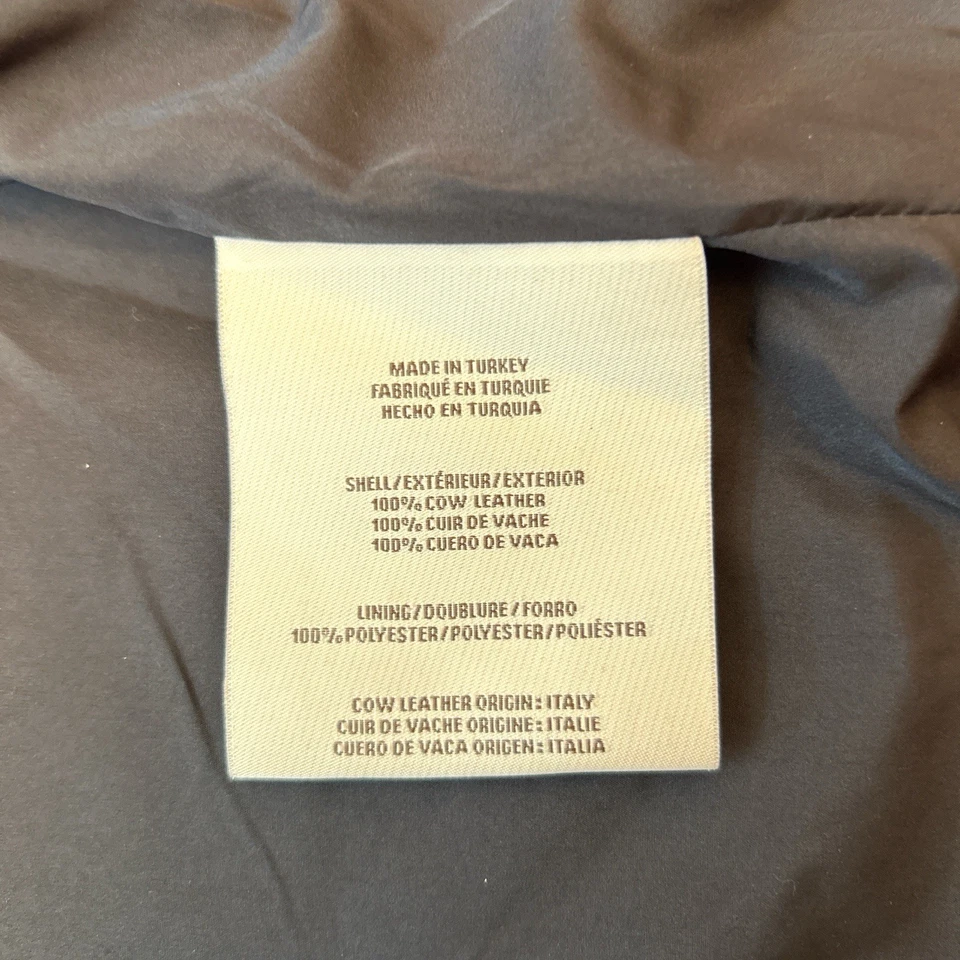 MADE IN TURKEY
FABRIQUÉ EN TURQUIE
HECHO EN TURQUIA
SHELL/EXTÉRIEUR/EXTERIOR
100% COW LEATHER
100% CUIR DE VACHE
100% CUERO DE VACA
LINING/DOUBLURE/FORRO
100% POLYESTER/POLYESTER/POLIÉSTER
COW LEATHER ORIGIN: ITALY
CUIR DE VACHE ORIGINE: ITALIE
CUERO DE VACA ORIGEN: ITALIA